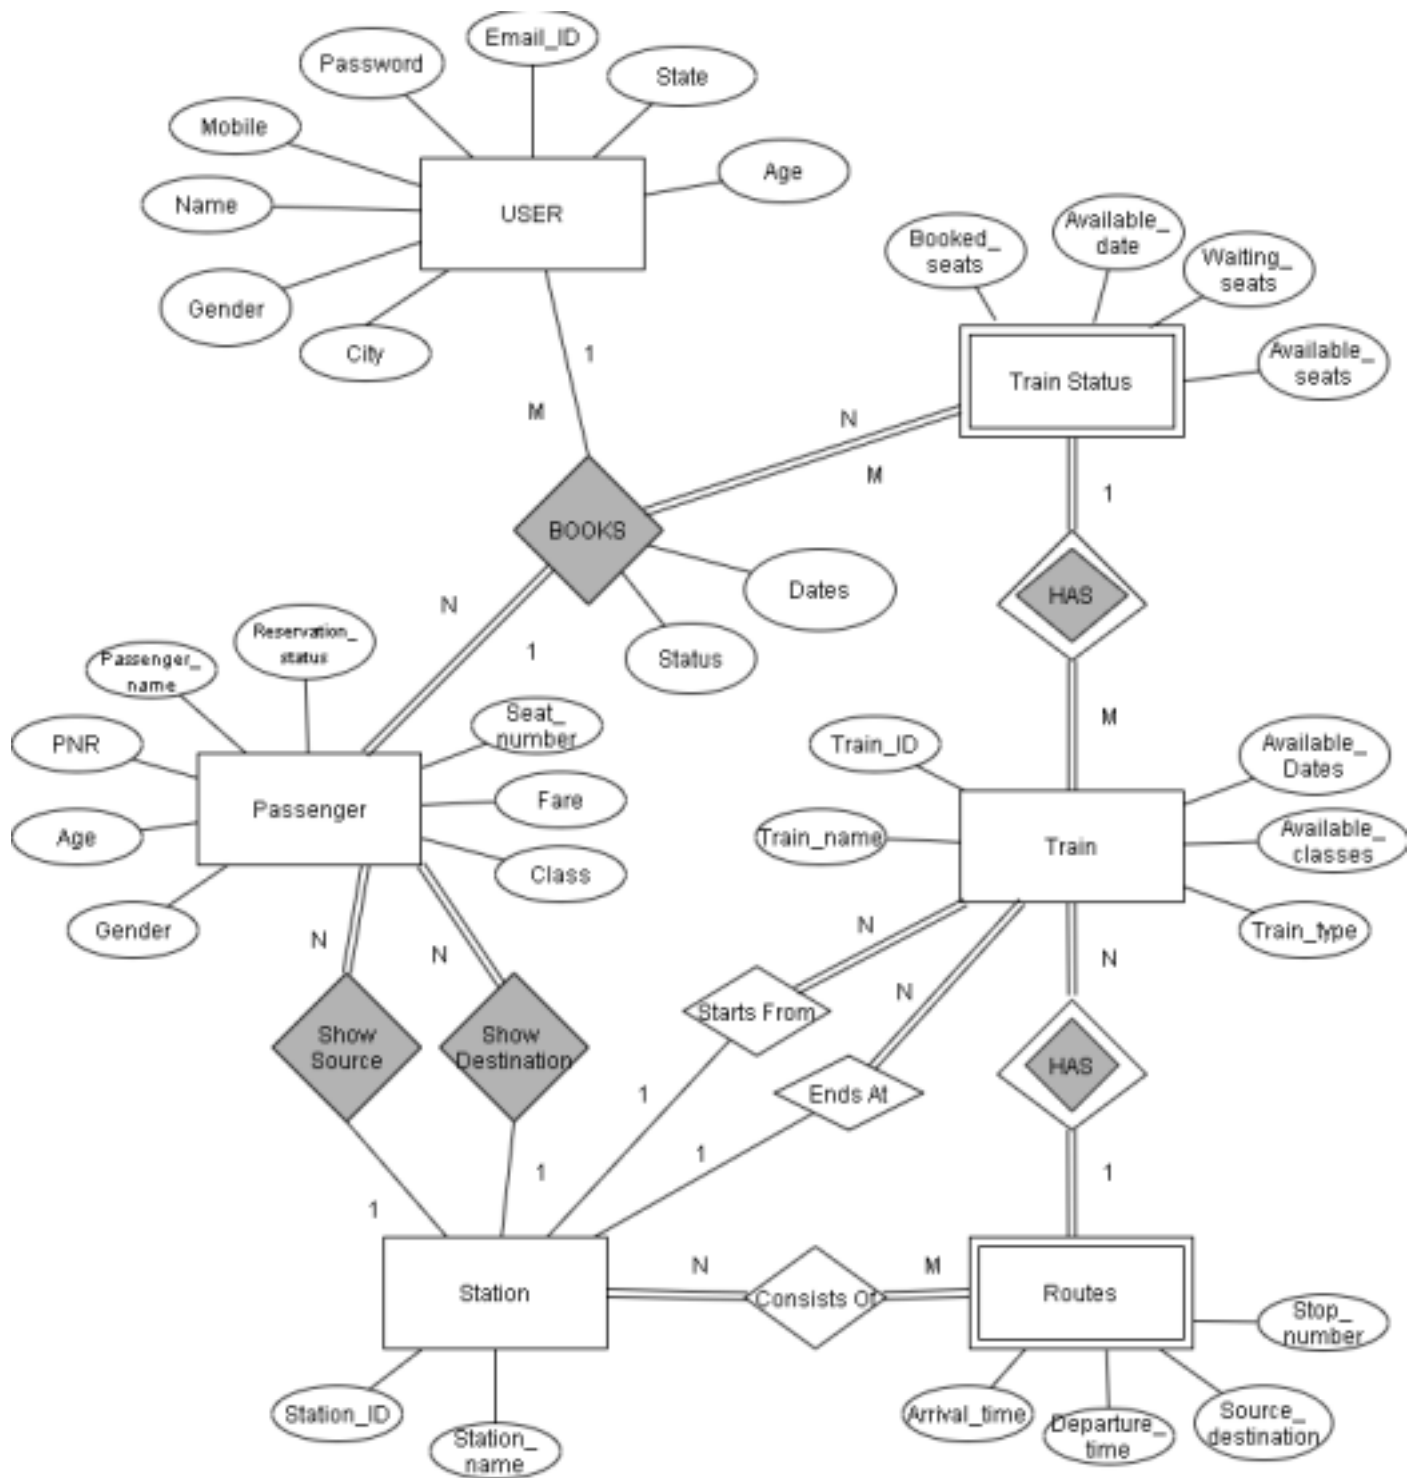 Email_ID
Password
State
Mobile
Age
Name
USER
Gender
City
Booked_
seats
Available_
date
Waiting_
seats
Available_
seats
Train Status
1
M
N
M
1
BOOKS
Dates
Status
HAS
N
1
M
Reservation_
status
Passenger_
name
PNR
Seat_
number
Passenger
Fare
Age
Class
Gender
Train_ID
Available_
Dates
Train_name
Train
Available_
classes
Train_type
N
N
N
N
N
Show
Source
Show
Destination
Starts From
Ends At
HAS
1
1
1
1
1
Station
N
Consists Of
M
Routes
Stop_
number
Station_ID
Station_
name
Arrival_time
Departure_
time
Source_
destination